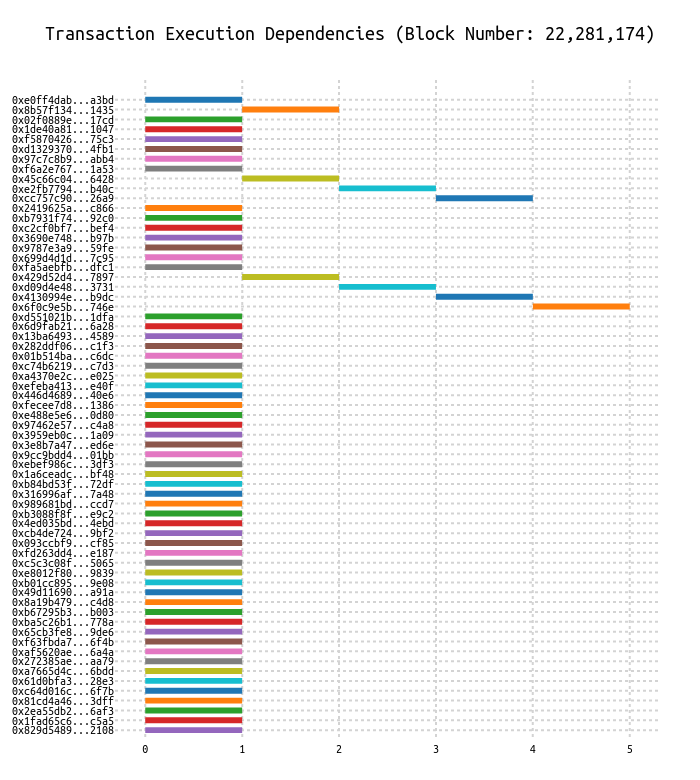 Transaction Execution Dependencies (Block Number: 22,281,174)
0xe0ff4dab...a3bd
0x8b57f134...1435
0x02f0889e...17cd
0x1de40a81...1047
0xf5870426...75c3
0xd1329370...4fb1
0x97c7c8b9...abb4
0xf6a2e767...1a53
0x45c66c04...6428
0xe2fb7794...b40c
0xcc757c90...26a9
0x2419625a...c866
0xb7931f74...92c0
0xc2cf0bf7...bef4
0x3690e748...b97b
0x9787e3a9...59fe
0x699d4d1d...7c95
0xfa5aebfb...dfc1
0x429d52d4...7897
0xd09d4e48...3731
0x4130994e...b9dc
0x6f0c9e5b...746e
0xd551021b...1dfa
0x6d9fab21...6a28
0x13ba6493...4589
0x282ddf06...c1f3
0x01b514ba...c6dc
0xc74b6219...c7d3
0xa4370e2c...e025
0xefeba413...e40f
0x446d4689...40e6
0xfecee7d8...1386
0xe488e5e6...0d80
0x97462e57...c4a8
0x3959eb0c...1a09
0x3e8b7a47...ed6e
0x9cc9bdd4...01bb
0xebef986c...3df3
0x1a6ceadc...bf48
0xb84bd53f...72df
0x316996af...7a48
0x989681bd...ccd7
0xb3088f8f...e9c2
0x4ed035bd...4ebd
0xcb4de724...9bf2
0x093ccbf9...cf85
0xfd263dd4...e187
0xc5c3c08f...5065
0xe8012f80...9839
0xb01cc895...9e08
0x49d11690...a91a
0x8a19b479...c4d8
0xb67295b3...b003
0xba5c26b1...778a
0x65cb3fe8...9de6
0xf63fbda7...6f4b
0xaf5620ae...6a4a
0x272385ae...aa79
0xa7665d4c...6bdd
0x61d0bfa3...28e3
0xc64d016c...6f7b
0x81cd4a46...3dff
0x2ea55db2...6af3
0x1fad65c6...c5a5
0x829d5489...2108
0 1 2 3 4 5